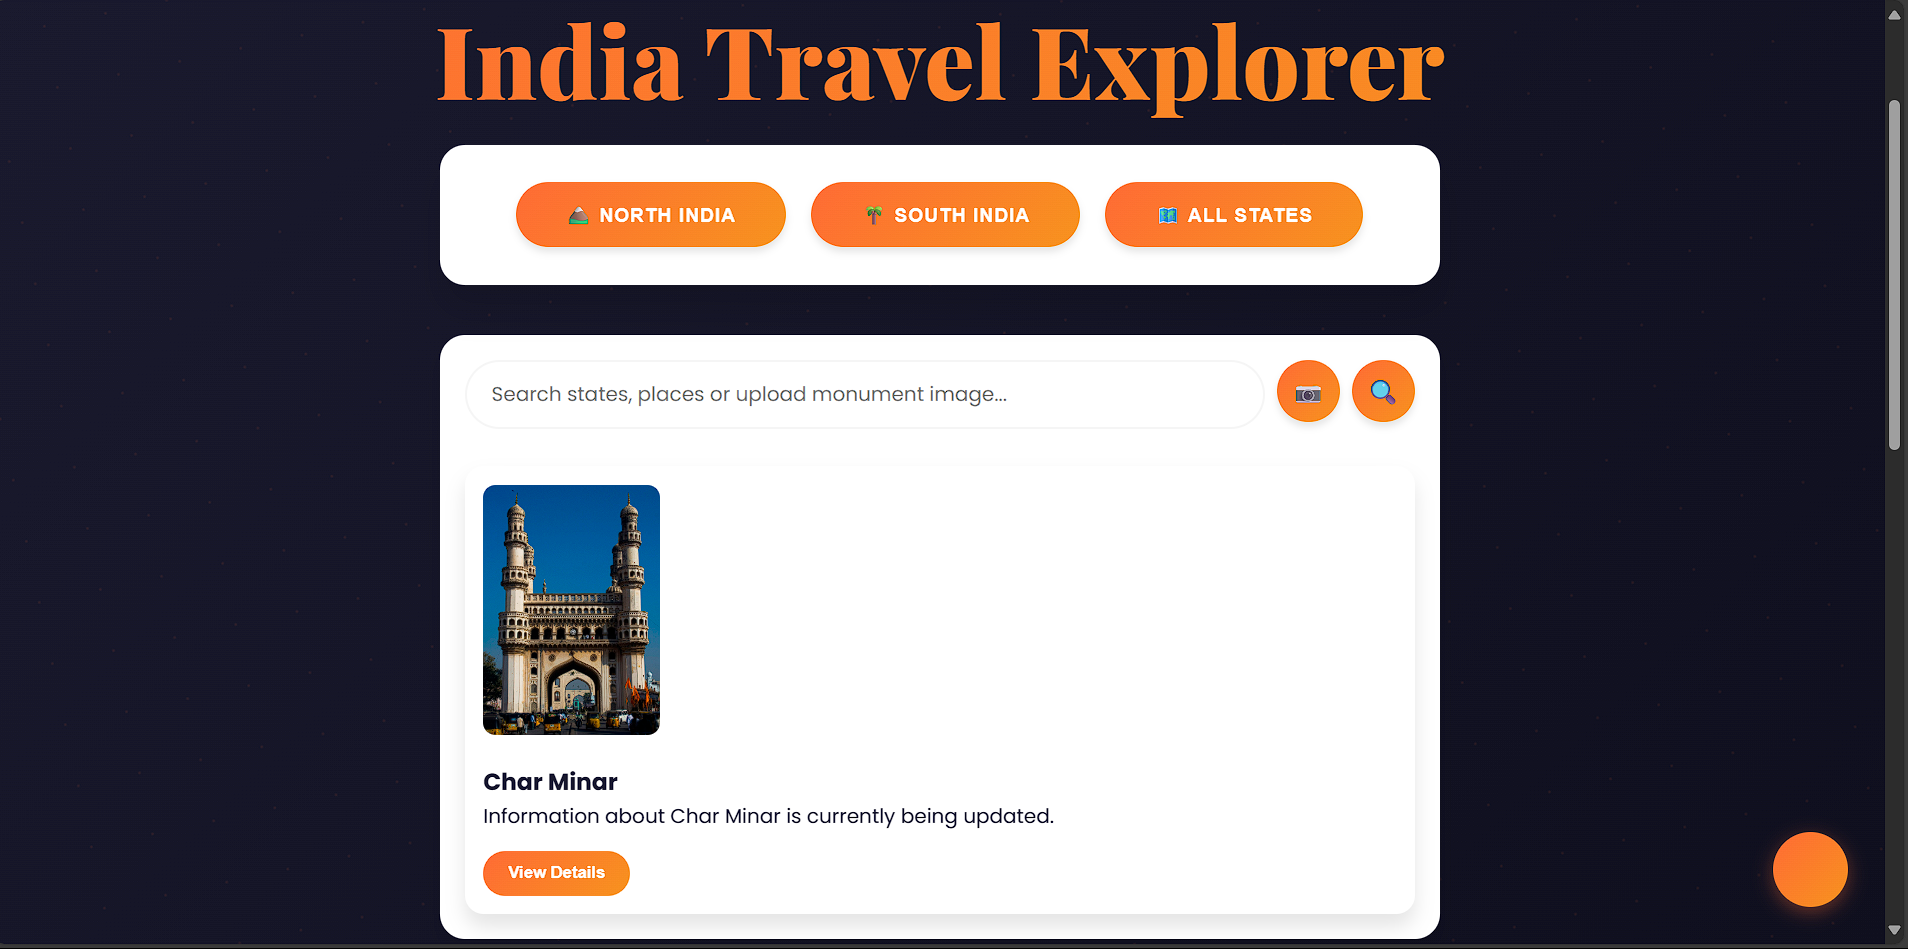 India Travel Explorer
NORTH INDIA
SOUTH INDIA
ALL STATES
Search states, places or upload monument image...
Char Minar
Information about Char Minar is currently being updated.
View Details